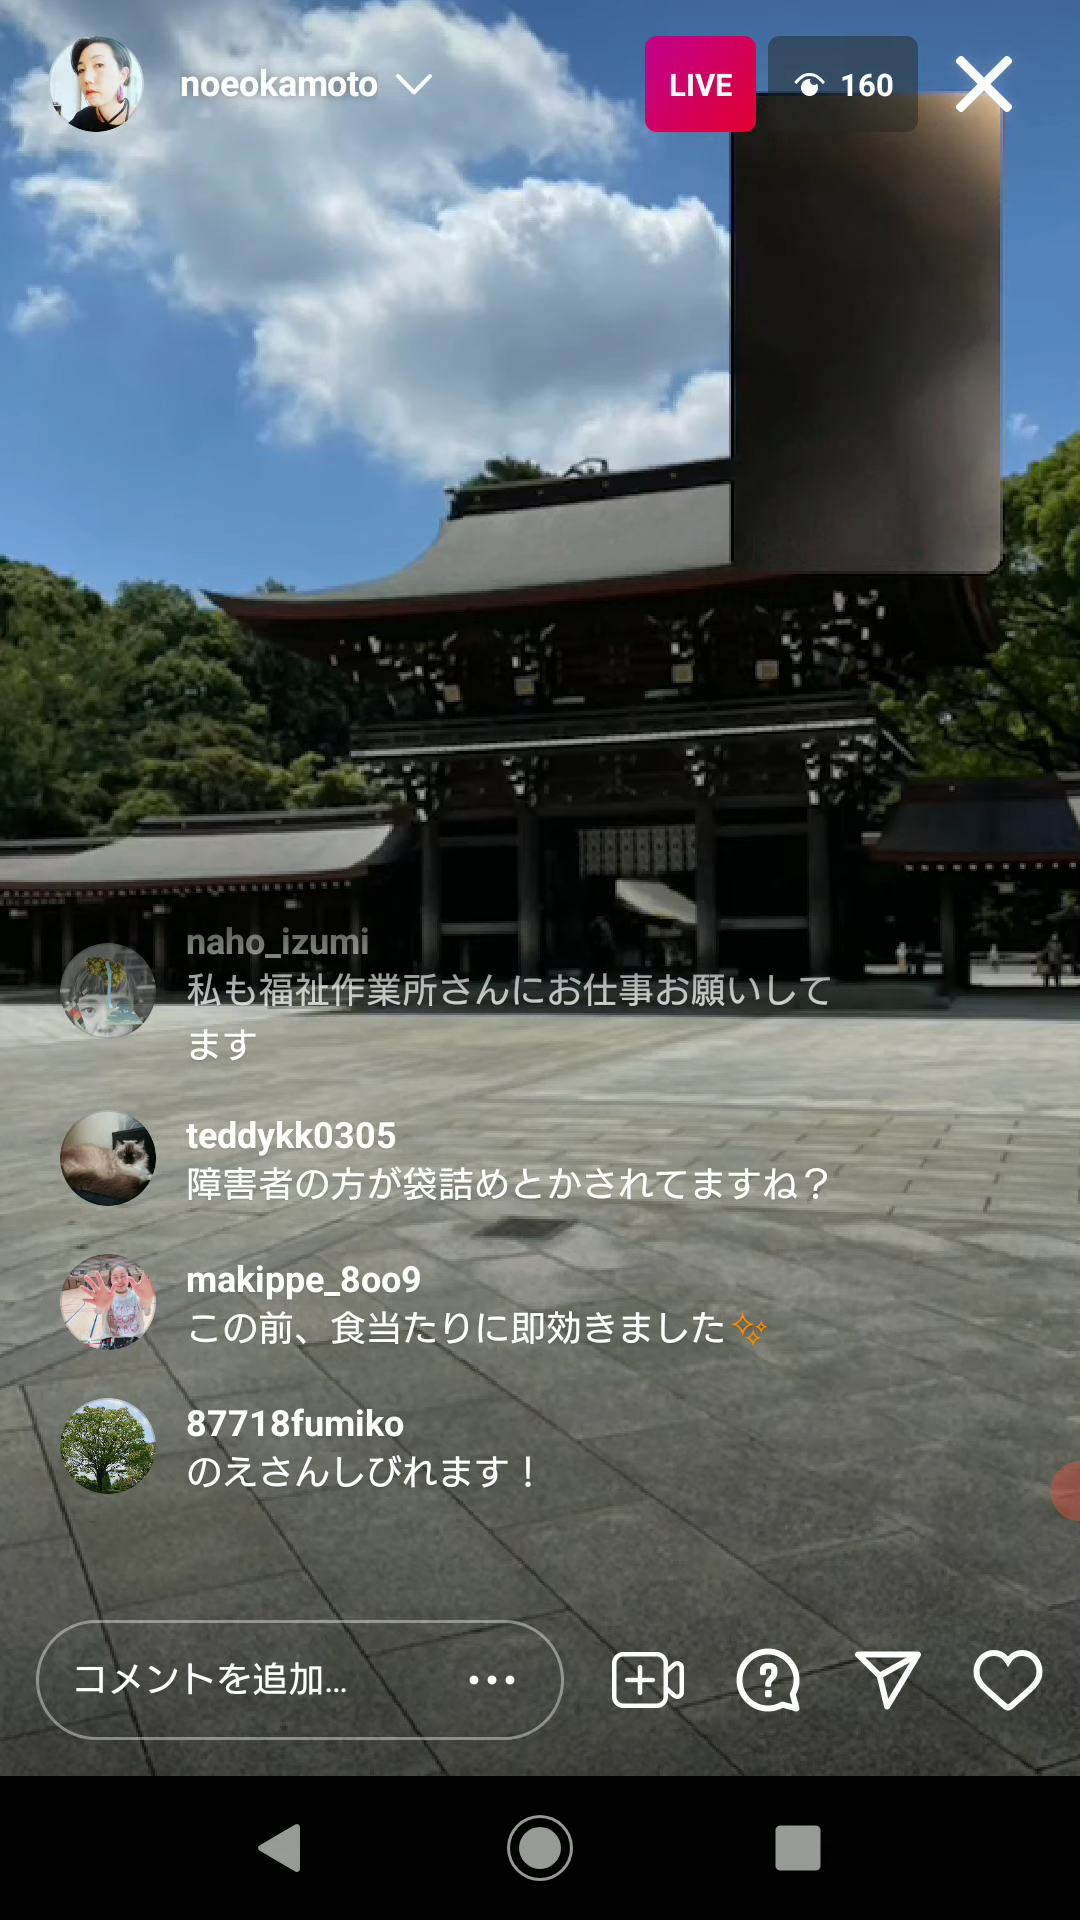 noeokamoto
LIVE
160
naho_izumi
私も福祉作業所さんにお仕事お願いして
ます
teddykk0305
障害者の方が袋詰めとかされてますね？
makippe_8oo9
この前、食当たりに即効きました✨
87718fumiko
のえさんしびれます！
コメントを追加...